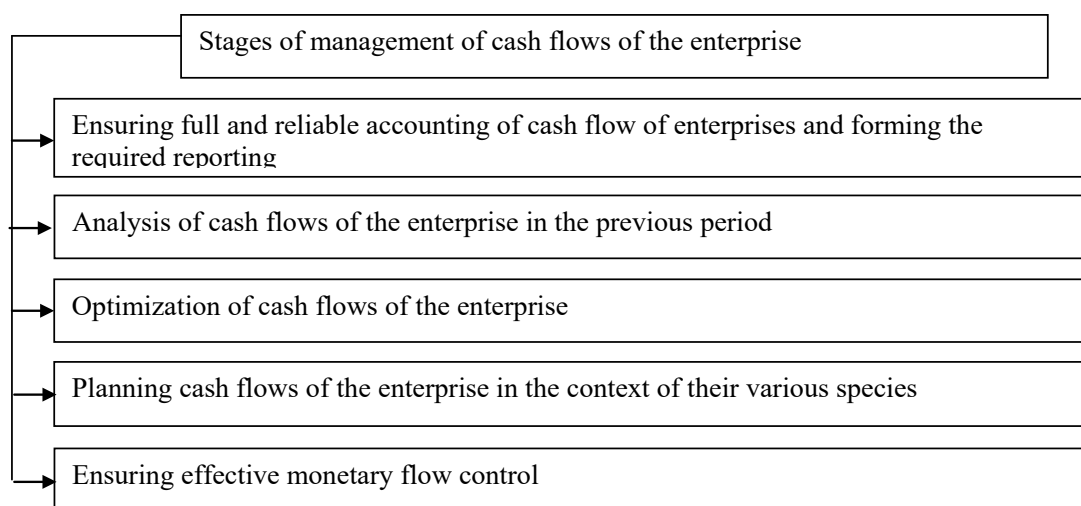 Stages of management of cash flows of the enterprise
Ensuring full and reliable accounting of cash flow of enterprises and forming the
required reporting
Analysis of cash flows of the enterprise in the previous period
Optimization of cash flows of the enterprise
Planning cash flows of the enterprise in the context of their various species
Ensuring effective monetary flow control